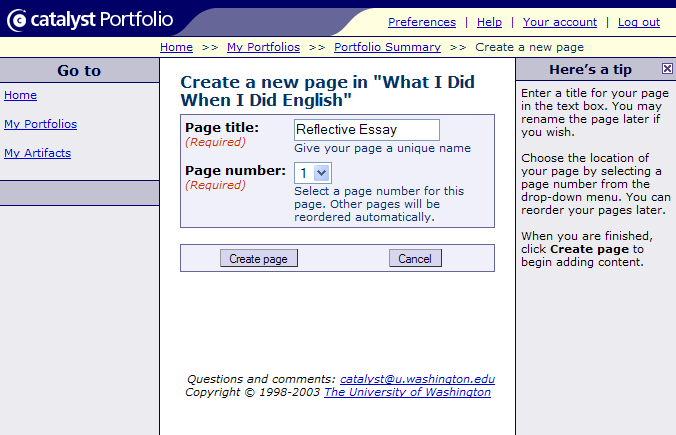 catalyst Portfolio
Preferences | Help | Your account | Log out
Home >> My Portfolios >> Portfolio Summary >> Create a new page
Go to
Home
My Portfolios
My Artifacts
Create a new page in "What I Did
When I Did English"
Page title:
(Required)
Reflective Essay
Give your page a unique name
Page number:
(Required)
1
Select a page number for this
page. Other pages will be
reordered automatically.
Create page
Cancel
Here's a tip
Enter a title for your page
in the text box. You may
rename the page later if
you wish.
Choose the location of
your page by selecting a
page number from the
drop-down menu. You can
reorder your pages later.
When you are finished,
click Create page to
begin adding content.
Questions and comments: catalyst@u.washington.edu
Copyright © 1998-2003 The University of Washington